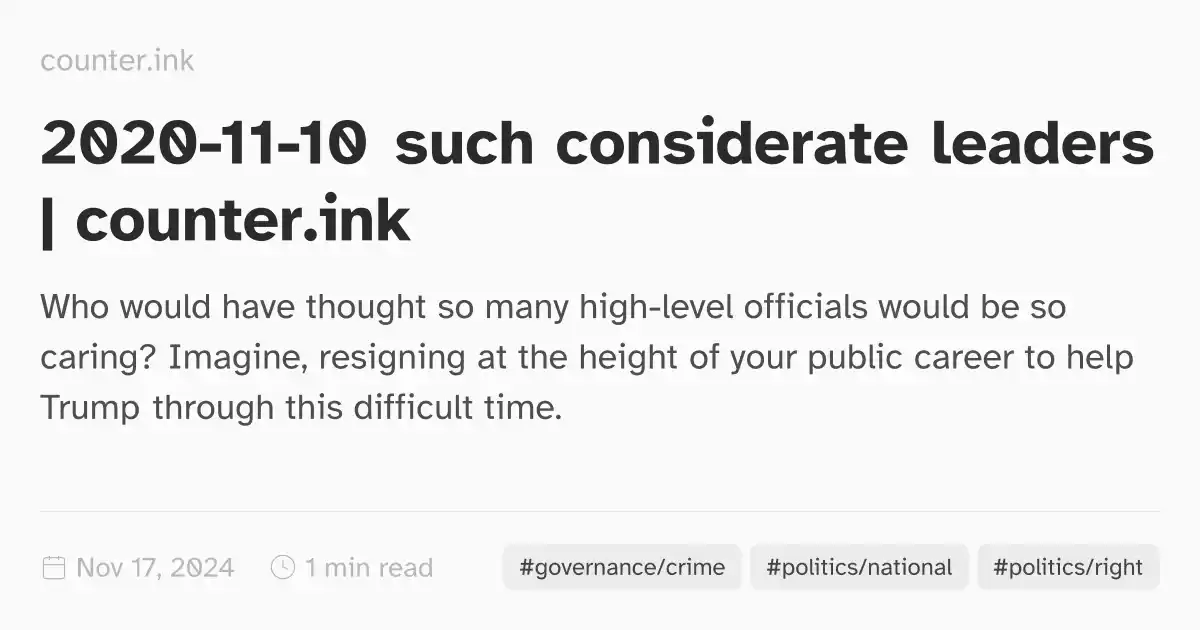 counter.ink
2020-11-10 such considerate leaders
| counter.ink
Who would have thought so many high-level officials would be so
caring? Imagine, resigning at the height of your public career to help
Trump through this difficult time.
Nov 17, 2024 1 min read #governance/crime #politics/national #politics/right